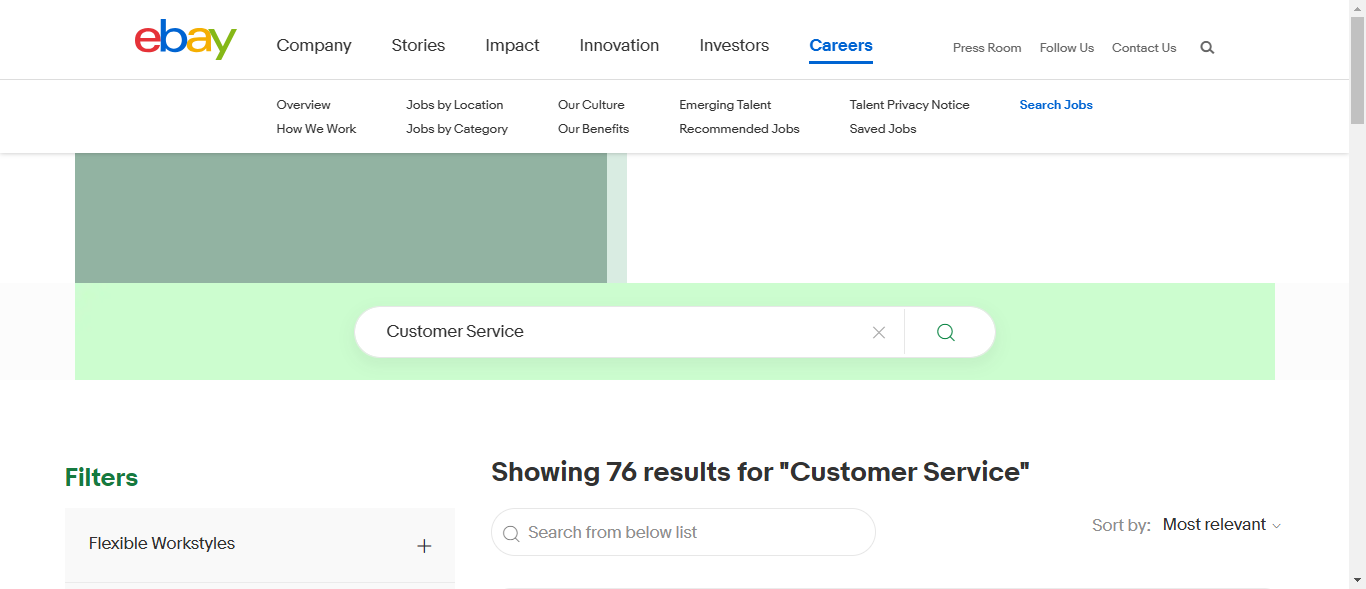 ebay
Company Stories Impact Innovation Investors Careers Press Room Follow Us Contact Us
Overview Jobs by Location Our Culture Emerging Talent Talent Privacy Notice Search Jobs
How We Work Jobs by Category Our Benefits Recommended Jobs Saved Jobs
Customer Service
Filters
Flexible Workstyles
Showing 76 results for "Customer Service"
Search from below list
Sort by: Most relevant